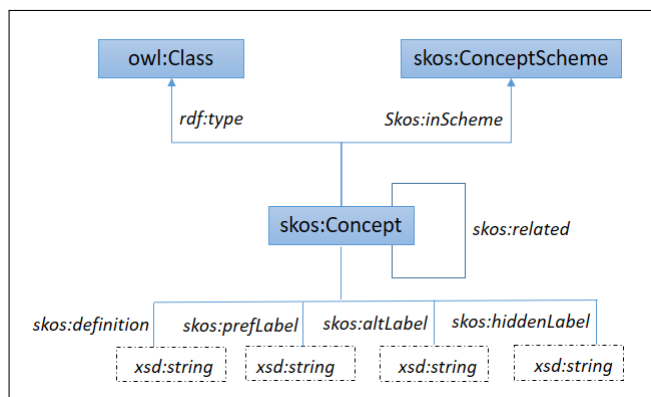 owl:Class
skos:ConceptScheme
rdf:type
Skos:inScheme
skos:Concept
skos:related
skos:definition
skos:prefLabel
skos:altLabel
skos:hiddenLabel
xsd:string
xsd:string
xsd:string
xsd:string